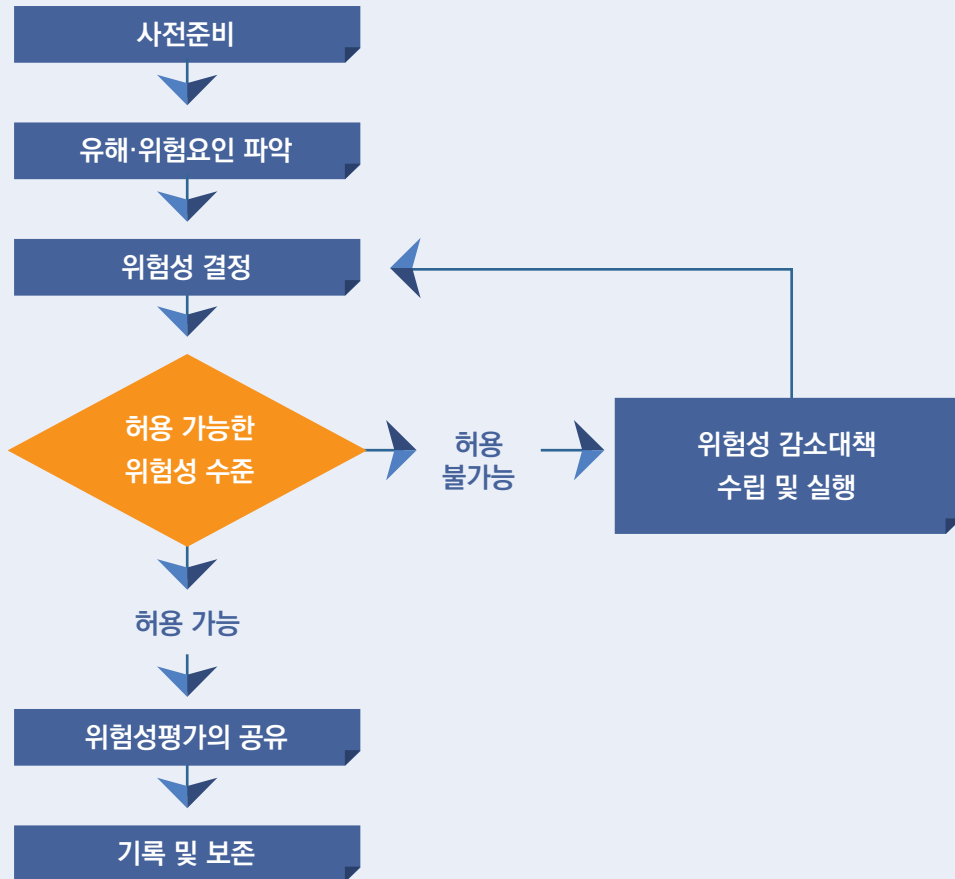 사전준비
유해·위험요인 파악
위험성 결정
허용 가능한
위험성 수준
허용
불가능
위험성 감소대책
수립 및 실행
허용 가능
위험성평가의 공유
기록 및 보존